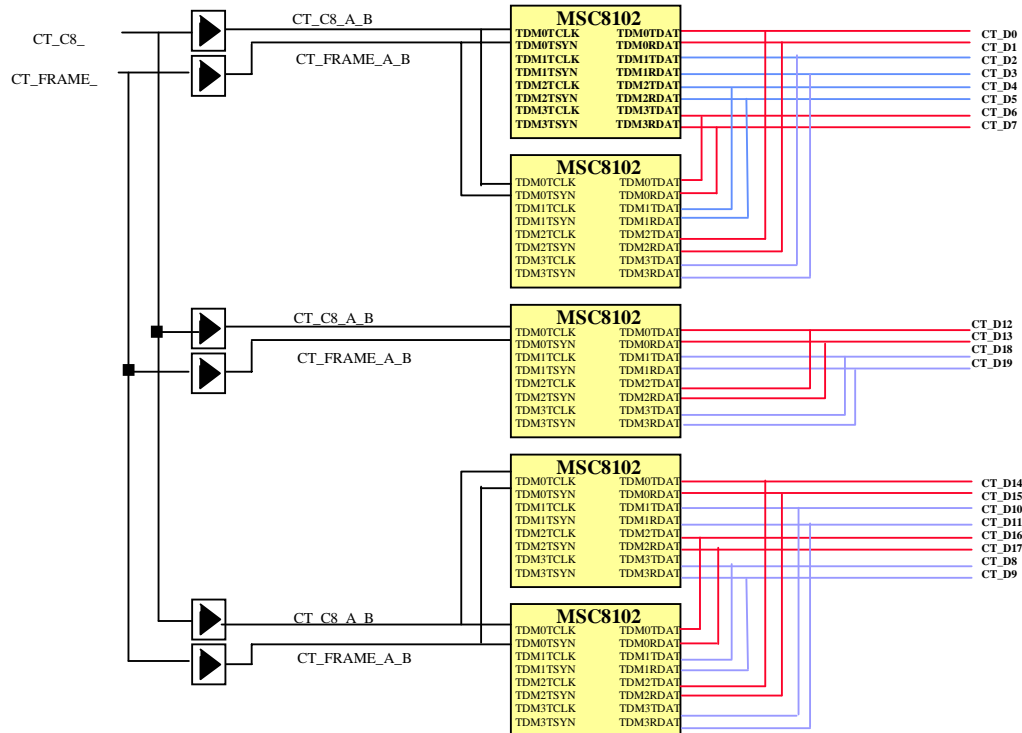 CT_C8_
CT_FRAME_
CT_C8_A_B
CT_FRAME_A_B
MSC8102
TDM0TCLK TDM0TDAT
TDM0TSYN TDM0RDAT
TDM1TCLK TDM1TDAT
TDM1TSYN TDM1RDAT
TDM2TCLK TDM2TDAT
TDM2TSYN TDM2RDAT
TDM3TCLK TDM3TDAT
TDM3TSYN TDM3RDAT
CT_D0
CT_D1
CT_D2
CT_D3
CT_D4
CT_D5
CT_D6
CT_D7
MSC8102
TDM0TCLK TDM0TDAT
TDM0TSYN TDM0RDAT
TDM1TCLK TDM1TDAT
TDM1TSYN TDM1RDAT
TDM2TCLK TDM2TDAT
TDM2TSYN TDM2RDAT
TDM3TCLK TDM3TDAT
TDM3TSYN TDM3RDAT
CT_C8_A_B
CT_FRAME_A_B
MSC8102
TDM0TCLK TDM0TDAT
TDM0TSYN TDM0RDAT
TDM1TCLK TDM1TDAT
TDM1TSYN TDM1RDAT
TDM2TCLK TDM2TDAT
TDM2TSYN TDM2RDAT
TDM3TCLK TDM3TDAT
TDM3TSYN TDM3RDAT
CT_D12
CT_D13
CT_D18
CT_D19
MSC8102
TDM0TCLK TDM0TDAT
TDM0TSYN TDM0RDAT
TDM1TCLK TDM1TDAT
TDM1TSYN TDM1RDAT
TDM2TCLK TDM2TDAT
TDM2TSYN TDM2RDAT
TDM3TCLK TDM3TDAT
TDM3TSYN TDM3RDAT
CT_D14
CT_D15
CT_D10
CT_D11
CT_D16
CT_D17
CT_D8
CT_D9
CT_C8_A_B
CT_FRAME_A_B
MSC8102
TDM0TCLK TDM0TDAT
TDM0TSYN TDM0RDAT
TDM1TCLK TDM1TDAT
TDM1TSYN TDM1RDAT
TDM2TCLK TDM2TDAT
TDM2TSYN TDM2RDAT
TDM3TCLK TDM3TDAT
TDM3TSYN TDM3RDAT